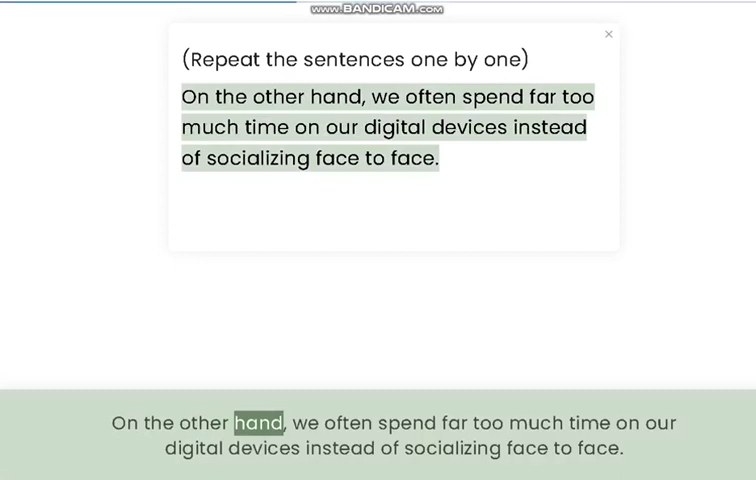 www.BANDICAM.com
(Repeat the sentences one by one)
On the other hand, we often spend far too
much time on our digital devices instead
of socializing face to face.
On the other hand, we often spend far too much time on our
digital devices instead of socializing face to face.